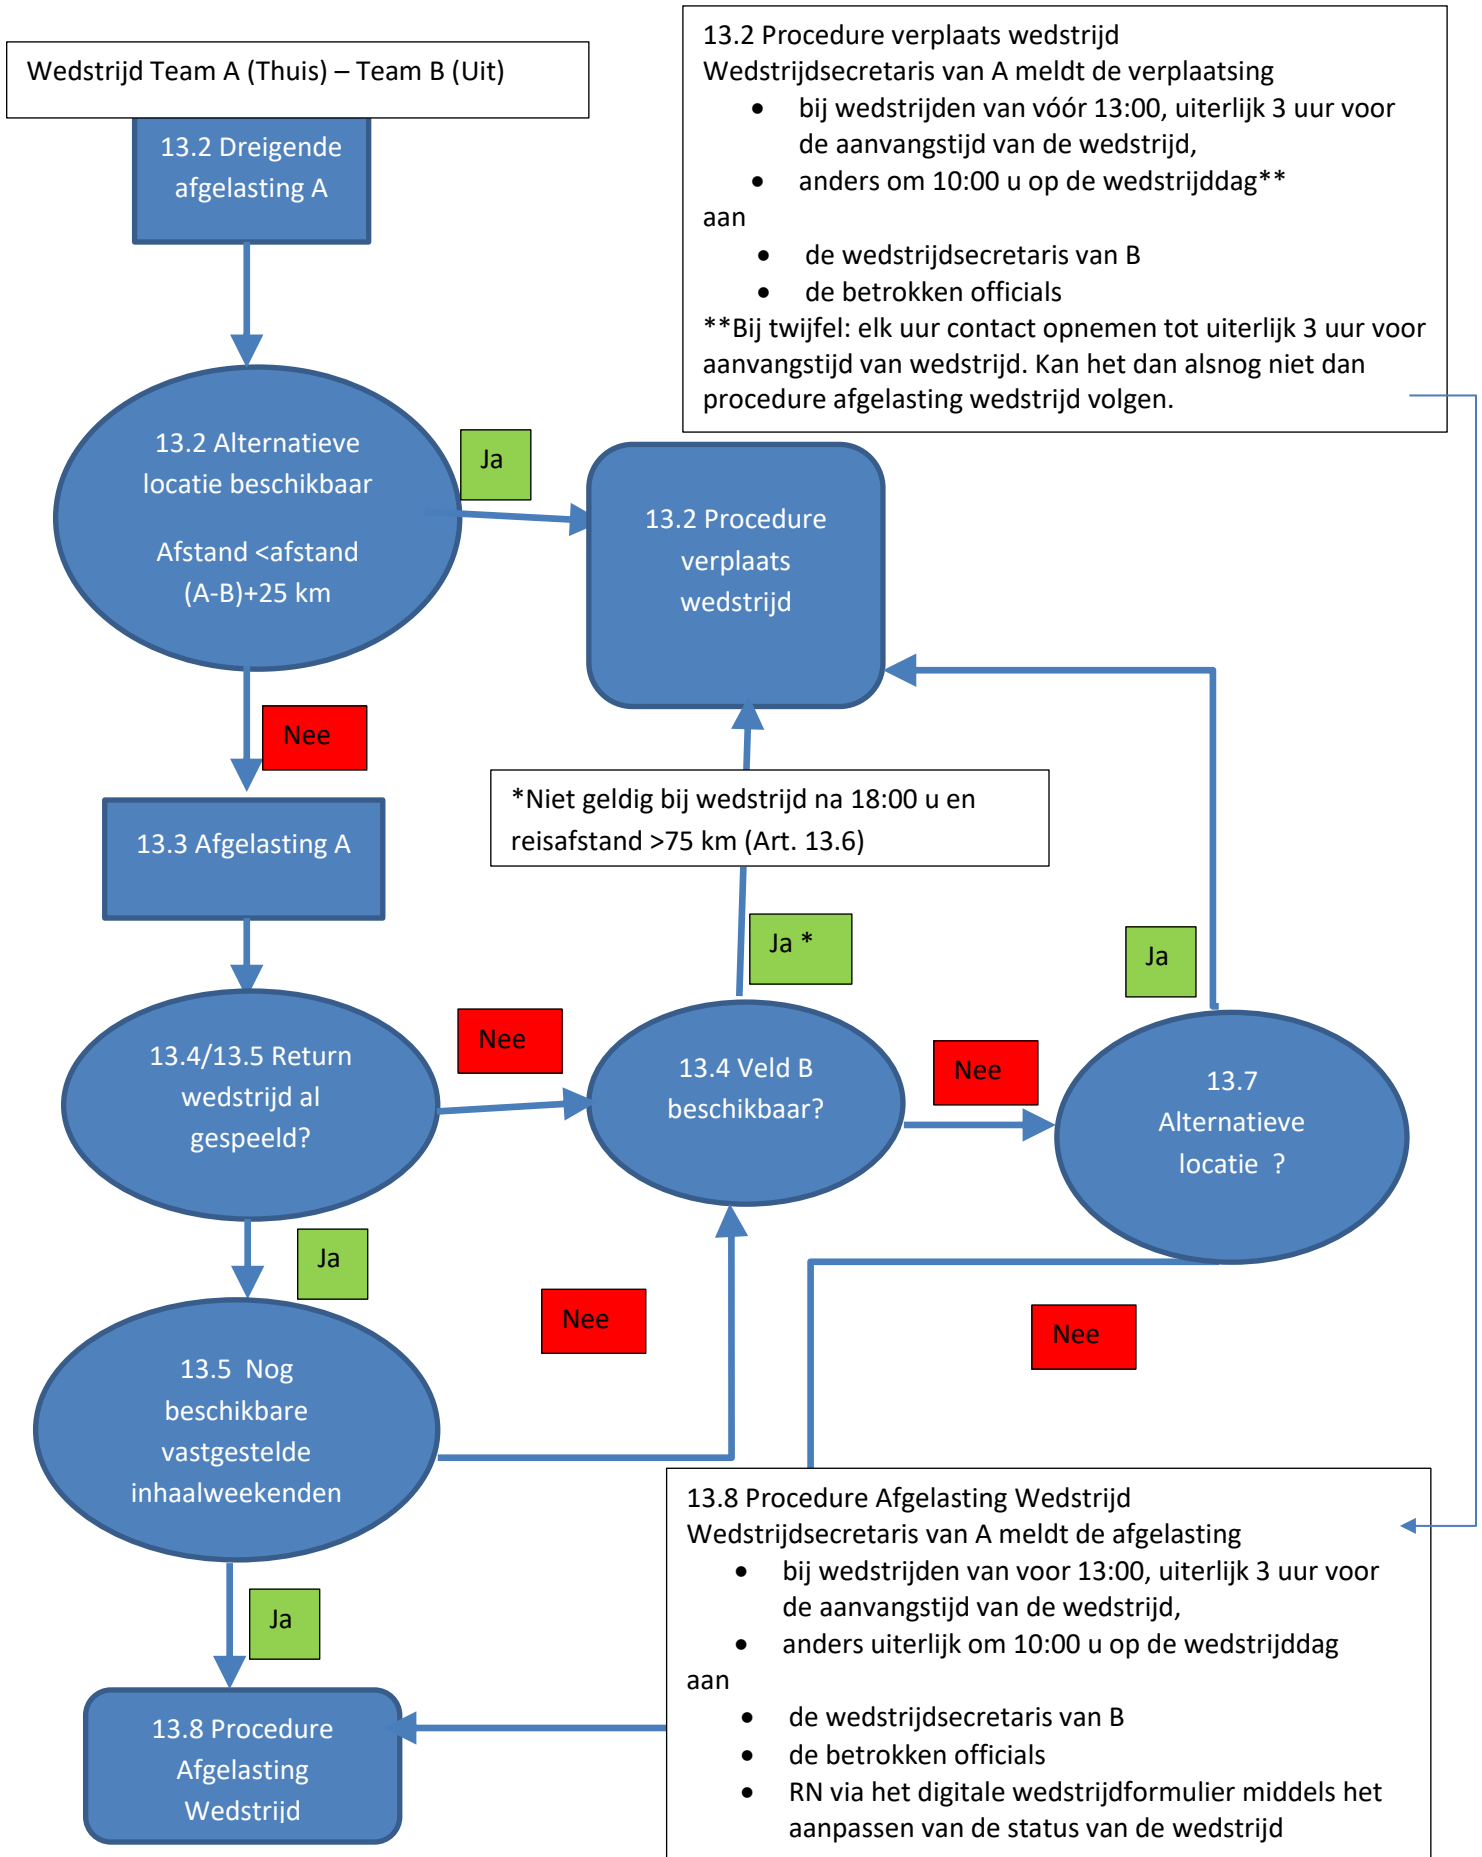 Wedstrijd Team A (Thuis) – Team B (Uit)
13.2 Procedure verplaats wedstrijd
Wedstrijdsecretaris van A meldt de verplaatsing
• bij wedstrijden van vóór 13:00, uiterlijk 3 uur voor
de aanvangstijd van de wedstrijd,
• anders om 10:00 u op de wedstrijddag**
aan
• de wedstrijdsecretaris van B
• de betrokken officials
**Bij twijfel: elk uur contact opnemen tot uiterlijk 3 uur voor
aanvangstijd van wedstrijd. Kan het dan alsnog niet dan
procedure afgelasting wedstrijd volgen.
13.2 Dreigende
afgelasting A
13.2 Alternatieve
locatie beschikbaar
Afstand <afstand
(A-B)+25 km
Ja
13.2 Procedure
verplaats
wedstrijd
Nee
13.3 Afgelasting A
*Niet geldig bij wedstrijd na 18:00 u en
reisafstand >75 km (Art. 13.6)
Ja *
Ja
13.4/13.5 Return
wedstrijd al
gespeeld?
Nee
13.4 Veld B
beschikbaar?
Nee
13.7
Alternatieve
locatie ?
Ja
Nee
Nee
13.5 Nog
beschikbare
vastgestelde
inhaalweekenden
Ja
13.8 Procedure
Afgelasting
Wedstrijd
13.8 Procedure Afgelasting Wedstrijd
Wedstrijdsecretaris van A meldt de afgelasting
• bij wedstrijden van voor 13:00, uiterlijk 3 uur voor
de aanvangstijd van de wedstrijd,
• anders uiterlijk om 10:00 u op de wedstrijddag
aan
• de wedstrijdsecretaris van B
• de betrokken officials
• RN via het digitale wedstrijdformulier middels het
aanpassen van de status van de wedstrijd